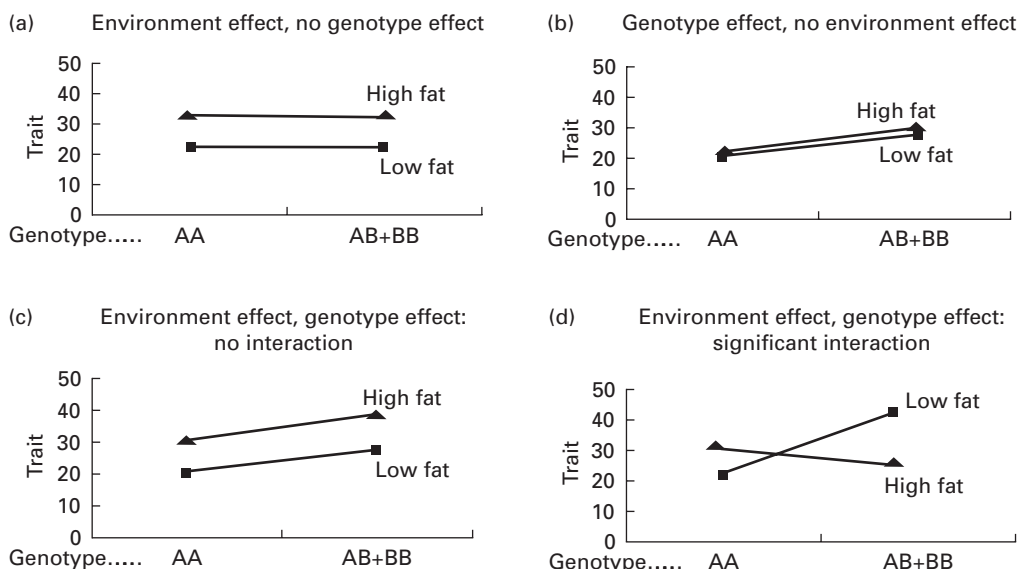 (a) Environment effect, no genotype effect
50
40
30
20
10
0
Trait
High fat
Low fat
Genotype..... AA AB+BB
(b) Genotype effect, no environment effect
50
40
30
20
10
0
Trait
High fat
Low fat
Genotype..... AA AB+BB
(c) Environment effect, genotype effect:
no interaction
50
40
30
20
10
0
Trait
High fat
Low fat
Genotype..... AA AB+BB
(d) Environment effect, genotype effect:
significant interaction
50
40
30
20
10
0
Trait
Low fat
High fat
Genotype..... AA AB+BB